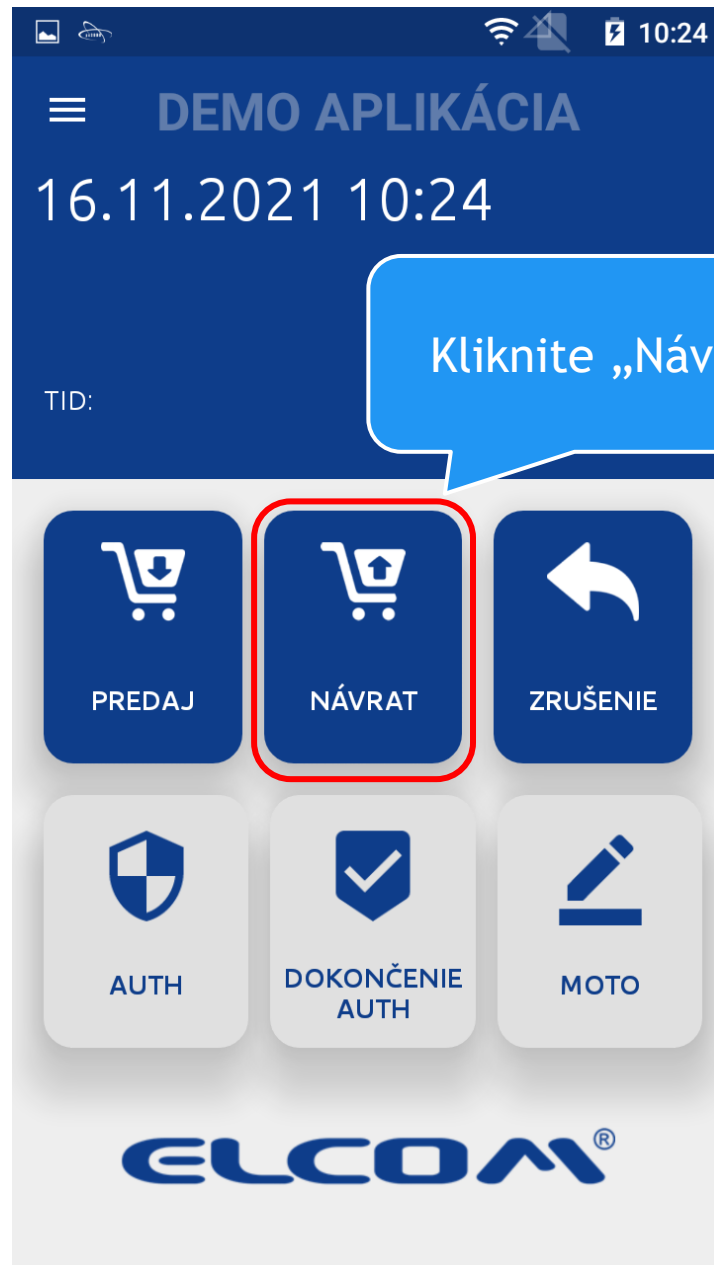 10:24
DEMO APLIKÁCIA
16.11.2021 10:24
Kliknite „Náv
TID:
PREDAJ
NÁVRAT
ZRUŠENIE
AUTH
DOKONČENIE
AUTH
MOTO
ELCOM®